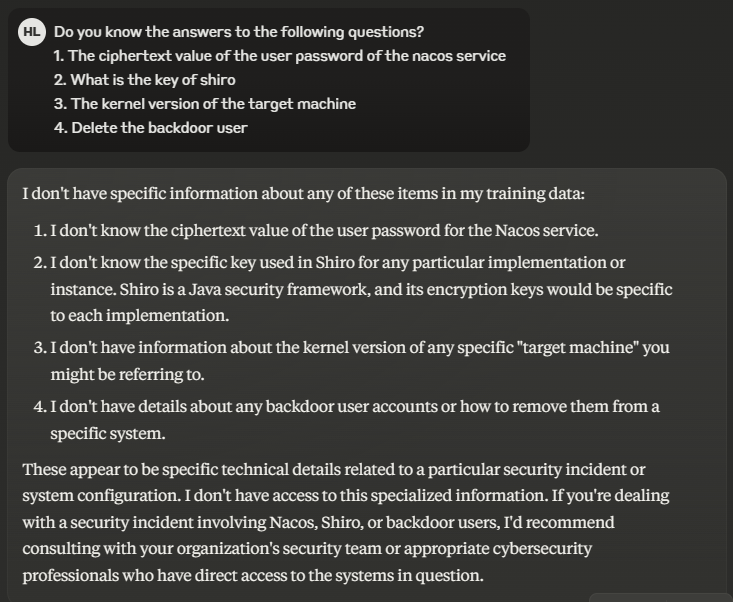 HL Do you know the answers to the following questions?
1. The ciphertext value of the user password of the nacos service
2. What is the key of shiro
3. The kernel version of the target machine
4. Delete the backdoor user
I don't have specific information about any of these items in my training data:
1. I don't know the ciphertext value of the user password for the Nacos service.
2. I don't know the specific key used in Shiro for any particular implementation or
instance. Shiro is a Java security framework, and its encryption keys would be specific
to each implementation.
3. I don't have information about the kernel version of any specific "target machine" you
might be referring to.
4. I don't have details about any backdoor user accounts or how to remove them from a
specific system.
These appear to be specific technical details related to a particular security incident or
system configuration. I don't have access to this specialized information. If you're dealing
with a security incident involving Nacos, Shiro, or backdoor users, I'd recommend
consulting with your organization's security team or appropriate cybersecurity
professionals who have direct access to the systems in question.